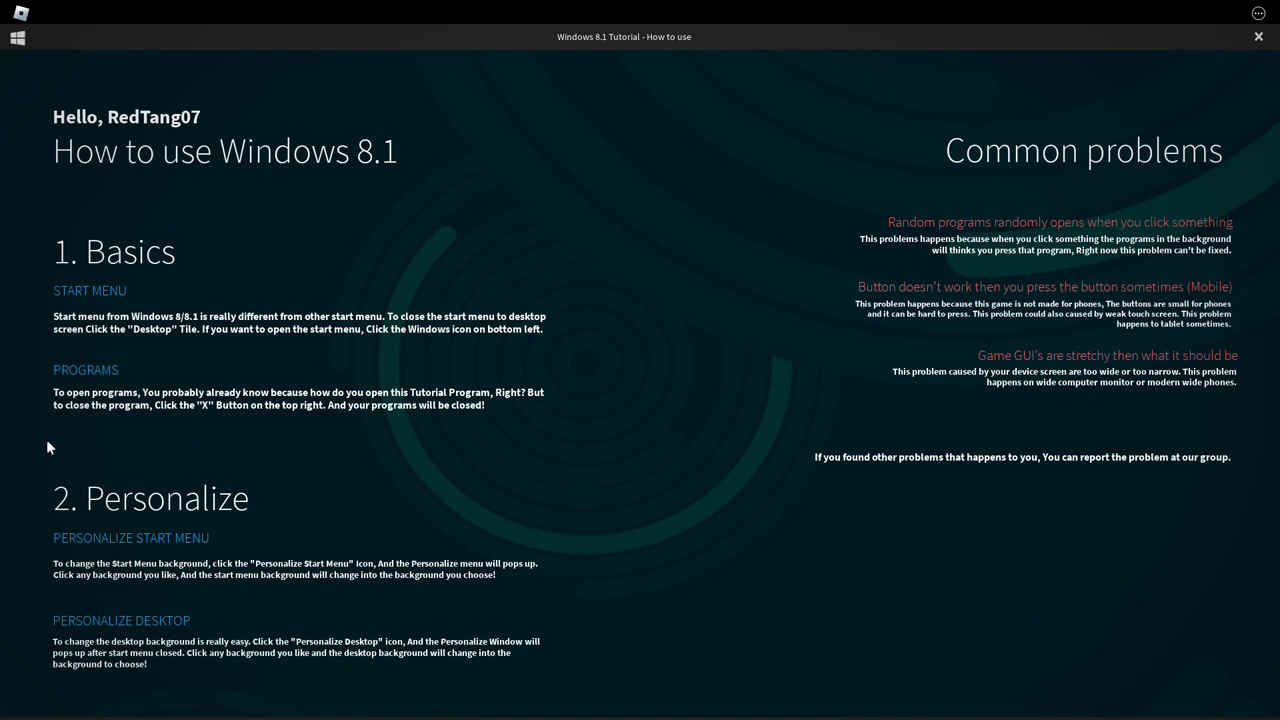 Windows 8.1 Tutorial - How to use
Hello, RedTang07
How to use Windows 8.1
1. Basics
START MENU
Start menu from Windows 8/8.1 is really different from other start menu. To close the start menu to desktop
screen Click the "Desktop" Tile. If you want to open the start menu, Click the Windows icon on bottom left.
PROGRAMS
To open programs, You probably already know because how do you open this Tutorial Program, Right? But
to close the program, Click the "X" Button on the top right. And your programs will be closed!
2. Personalize
PERSONALIZE START MENU
To change the Start Menu background, click the "Personalize Start Menu" Icon, And the Personalize menu will pops up.
Click any background you like, And the start menu background will change into the background you choose!
PERSONALIZE DESKTOP
To change the desktop background is really easy. Click the "Personalize Desktop" icon, And the Personalize Window will
pops up after start menu closed. Click any background you like and the desktop background will change into the
background to choose!
Common problems
Random programs randomly opens when you click something
This problems happens because when you click something the programs in the background
will thinks you press that program, Right now this problem can't be fixed.
Button doesn't work then you press the button sometimes (Mobile)
This problem happens because this game is not made for phones, The buttons are small for phones
and it can be hard to press. This problem could also caused by weak touch screen. This problem
happens to tablet sometimes.
Game GUI's are stretchy then what it should be
This problem caused by your device screen are too wide or too narrow. This problem
happens on wide computer monitor or modern wide phones.
If you found other problems that happens to you, You can report the problem at our group.